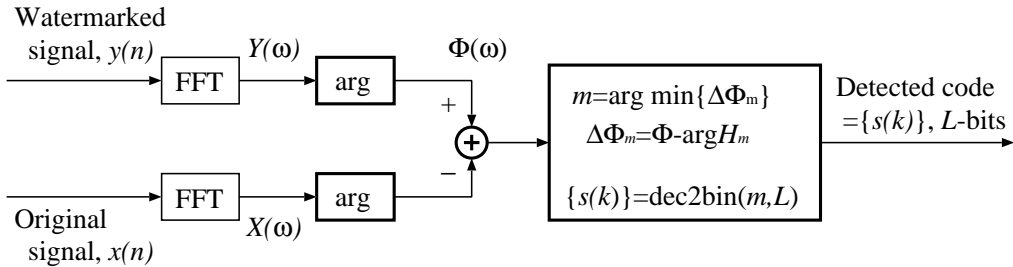 Watermarked
signal, y(n)
FFT
Y(ω)
arg
Φ(ω)
+
+
−
m=arg min{ΔΦm}
ΔΦm=Φ-argHm
{s(k)}=dec2bin(m,L)
Detected code
={s(k)}, L-bits
Original
signal, x(n)
FFT
X(ω)
arg